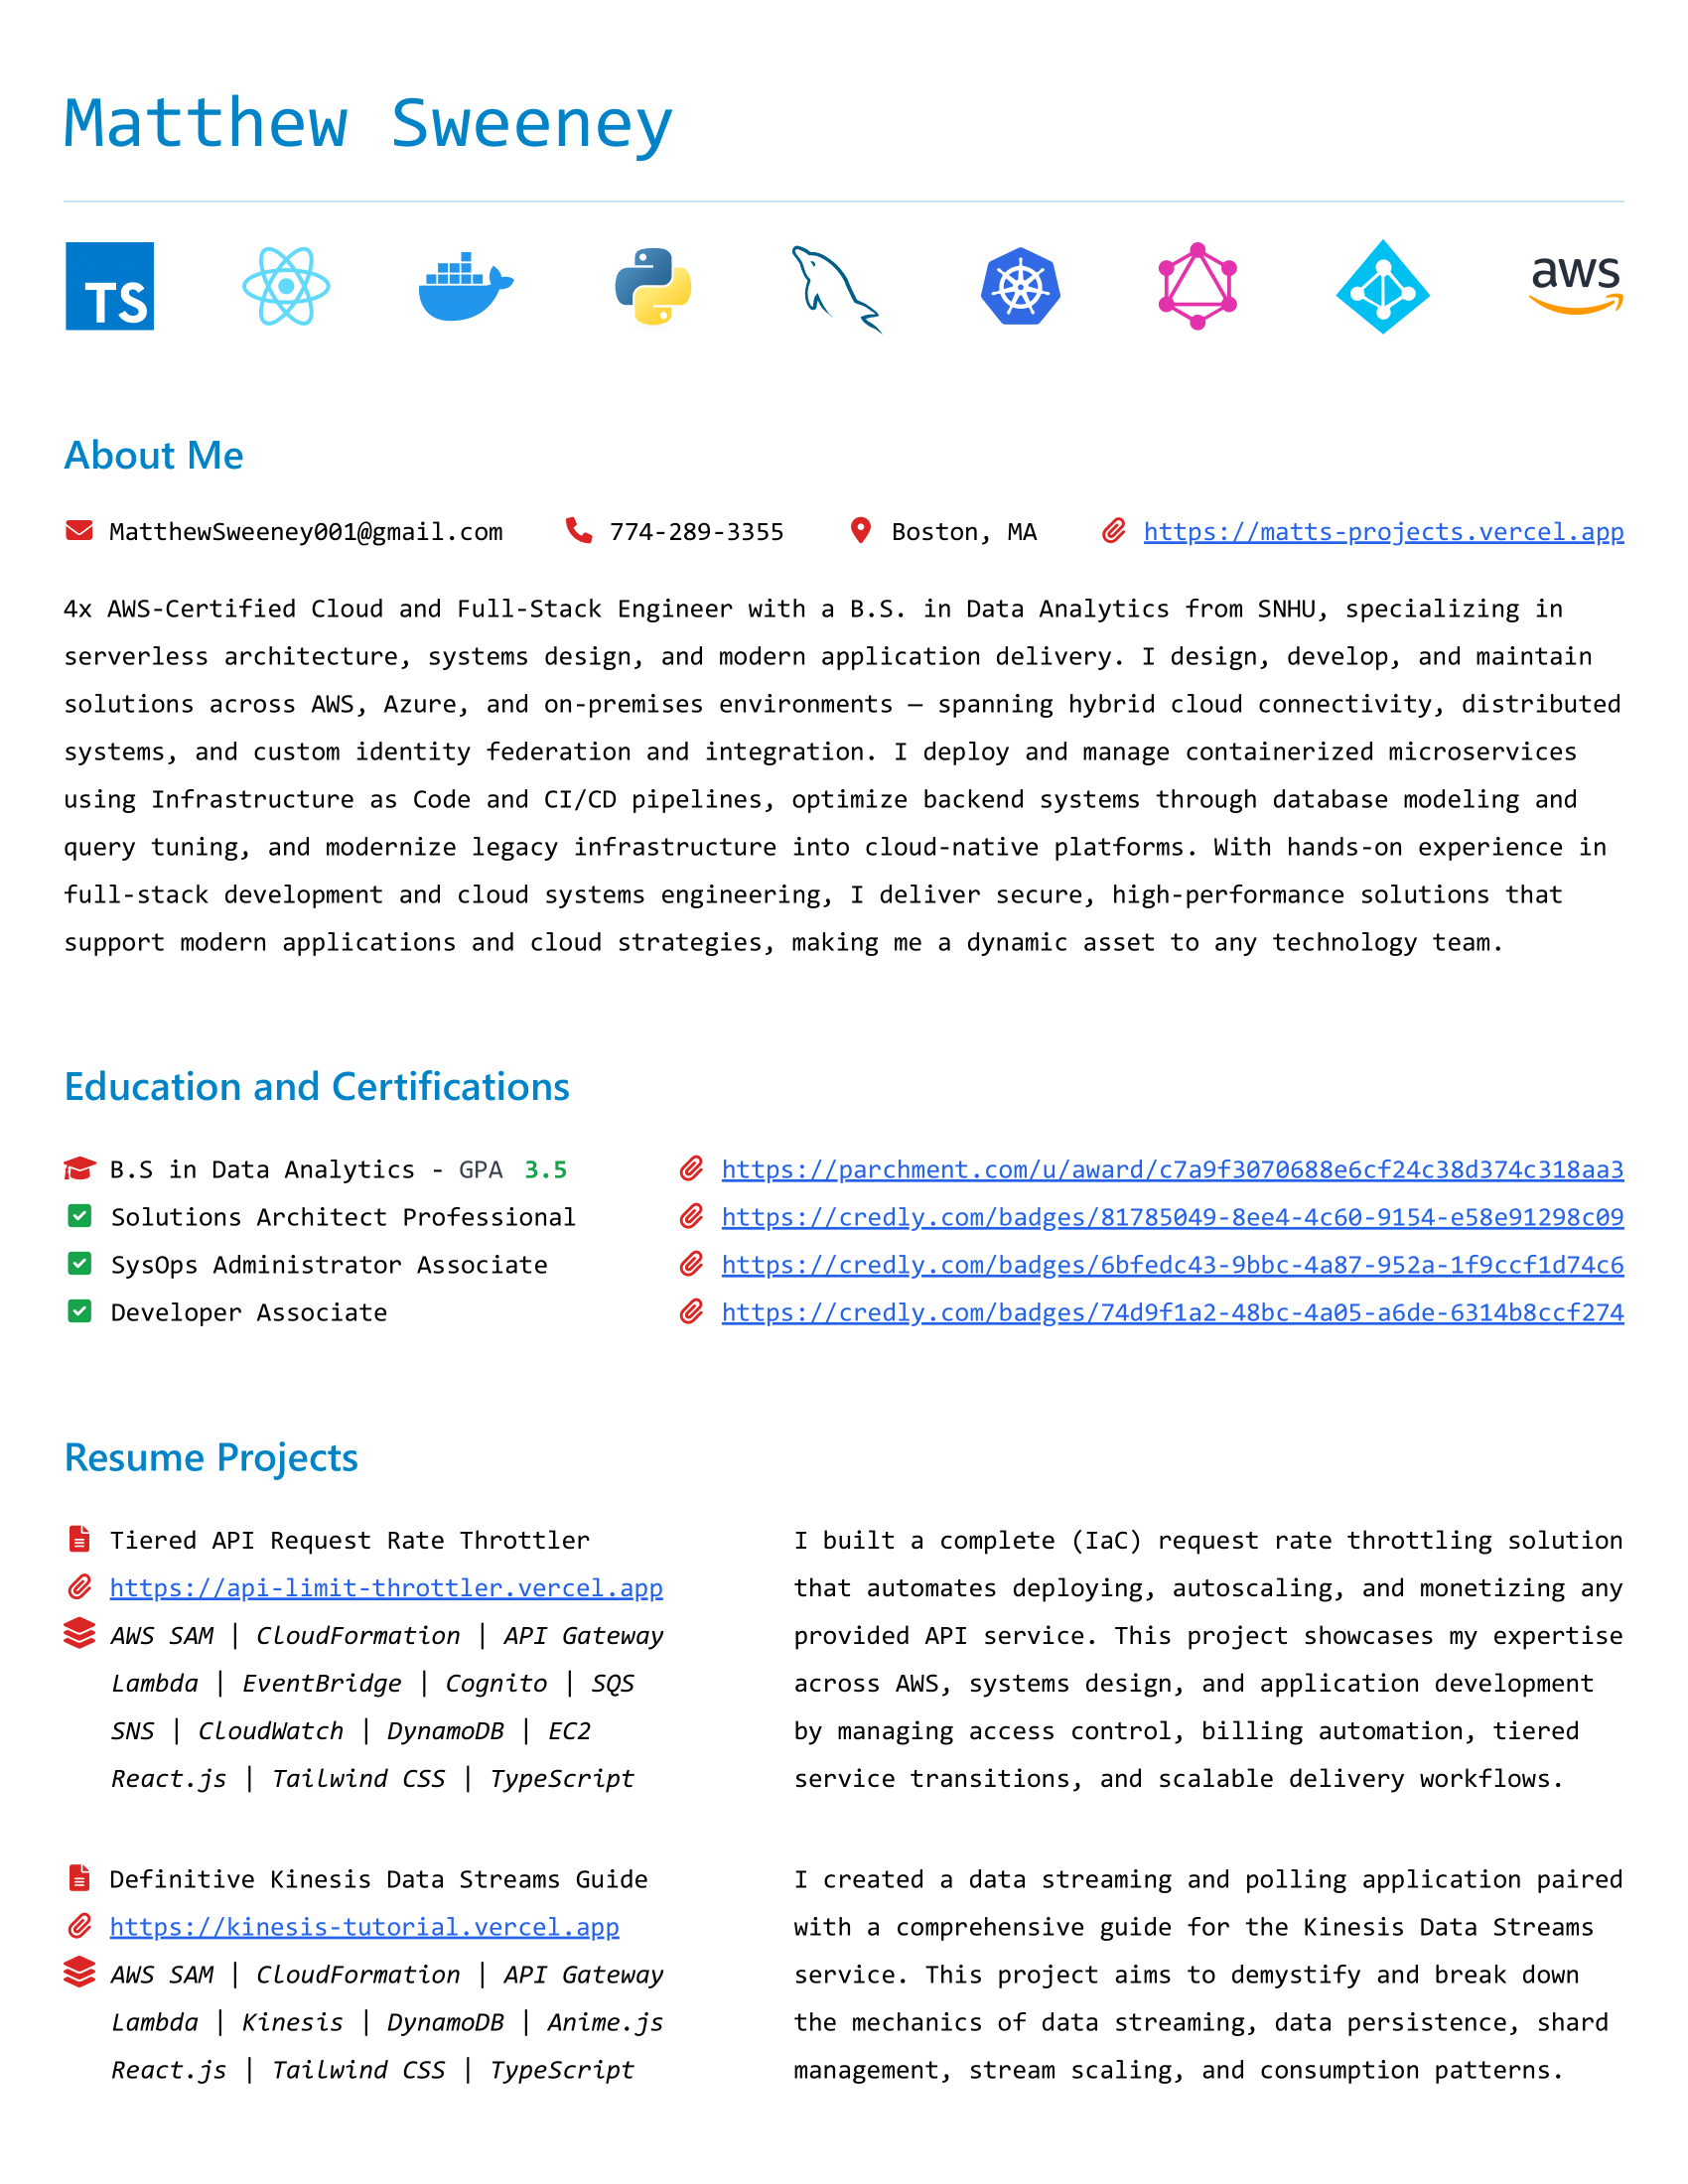 Matthew Sweeney
TS
aws
About Me
MatthewSweeney001@gmail.com 774-289-3355 Boston, MA https://matts-projects.vercel.app
4x AWS-Certified Cloud and Full-Stack Engineer with a B.S. in Data Analytics from SNHU, specializing in
serverless architecture, systems design, and modern application delivery. I design, develop, and maintain
solutions across AWS, Azure, and on-premises environments — spanning hybrid cloud connectivity, distributed
systems, and custom identity federation and integration. I deploy and manage containerized microservices
using Infrastructure as Code and CI/CD pipelines, optimize backend systems through database modeling and
query tuning, and modernize legacy infrastructure into cloud-native platforms. With hands-on experience in
full-stack development and cloud systems engineering, I deliver secure, high-performance solutions that
support modern applications and cloud strategies, making me a dynamic asset to any technology team.
Education and Certifications
B.S in Data Analytics - GPA 3.5 https://parchment.com/u/award/c7a9f3070688e6cf24c38d374c318aa3
Solutions Architect Professional https://credly.com/badges/81785049-8ee4-4c60-9154-e58e91298c09
SysOps Administrator Associate https://credly.com/badges/6bfedc43-9bbc-4a87-952a-1f9ccf1d74c6
Developer Associate https://credly.com/badges/74d9f1a2-48bc-4a05-a6de-6314b8ccf274
Resume Projects
Tiered API Request Rate Throttler
https://api-limit-throttler.vercel.app
AWS SAM | CloudFormation | API Gateway
Lambda | EventBridge | Cognito | SQS
SNS | CloudWatch | DynamoDB | EC2
React.js | Tailwind CSS | TypeScript
I built a complete (IaC) request rate throttling solution
that automates deploying, autoscaling, and monetizing any
provided API service. This project showcases my expertise
across AWS, systems design, and application development
by managing access control, billing automation, tiered
service transitions, and scalable delivery workflows.
Definitive Kinesis Data Streams Guide
https://kinesis-tutorial.vercel.app
AWS SAM | CloudFormation | API Gateway
Lambda | Kinesis | DynamoDB | Anime.js
React.js | Tailwind CSS | TypeScript
I created a data streaming and polling application paired
with a comprehensive guide for the Kinesis Data Streams
service. This project aims to demystify and break down
the mechanics of data streaming, data persistence, shard
management, stream scaling, and consumption patterns.